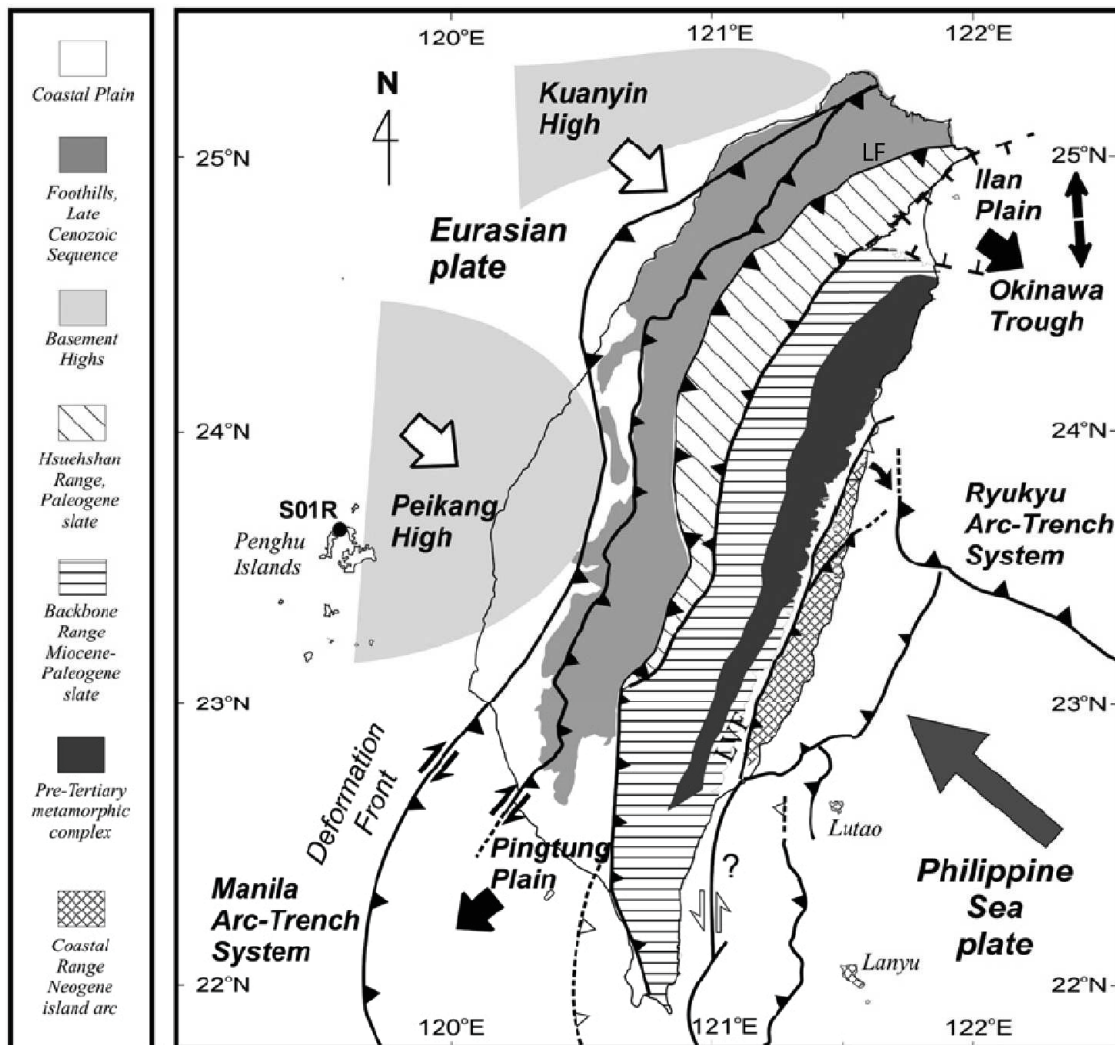 Coastal Plain
Foothills,
Late
Cenozoic
Sequence
Basement
Highs
Hsuehshan
Range,
Paleogene
slate
Backbone
Range
Miocene-
Paleogene
slate
Pre-Tertiary
metamorphic
complex
Coastal
Range
Neogene
island arc
120°E
121°E
122°E
N
Kuanyin
High
25°N
LF
25°N
Ilan
Plain
Eurasian
plate
Okinawa
Trough
24°N
24°N
S01R
Penghu
Islands
Peikang
High
Ryukyu
Arc-Trench
System
23°N
23°N
LVF
Deformation
Front
Lutao
Pingtung
Plain
?
Manila
Arc-Trench
System
Philippine
Sea
plate
Lanyu
22°N
22°N
120°E
121°E
122°E